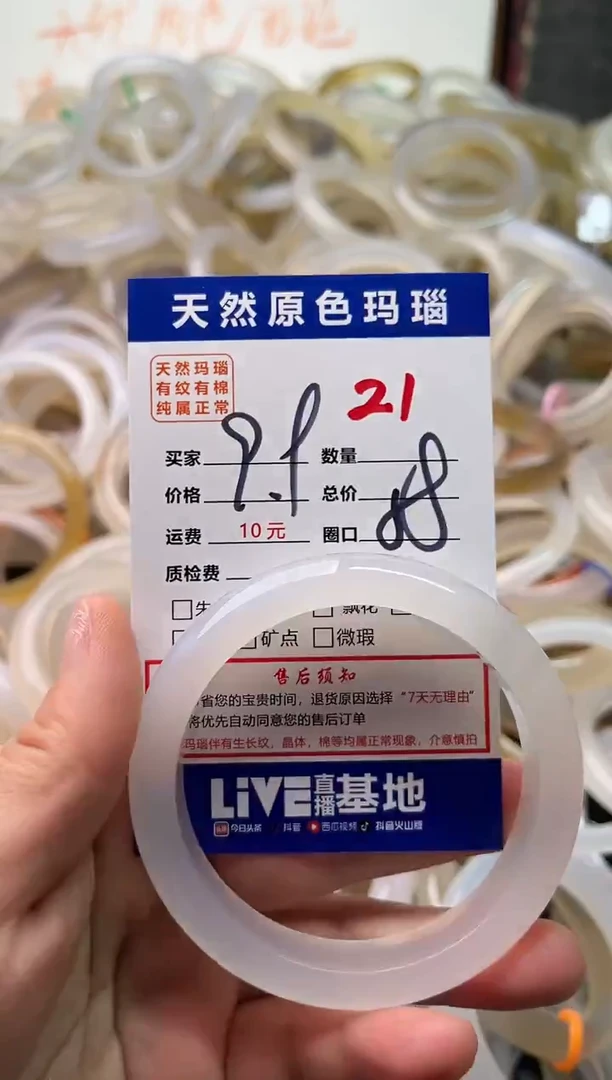 天然原色玛瑙
天然玛瑙
有纹有棉
纯属正常
21
买家 数量
价格 9.9 总价
运费 10元 圈口 58
质检费
飘花
矿点 微瑕
售后须知
省您的宝贵时间，退货原因选择“7天无理由”
将优先自动同意您的售后订单
玛瑙伴有生长纹，晶体，棉等均属正常现象，介意慎拍
LiVE直播基地
今日头条 抖音 西瓜视频 抖音火山版